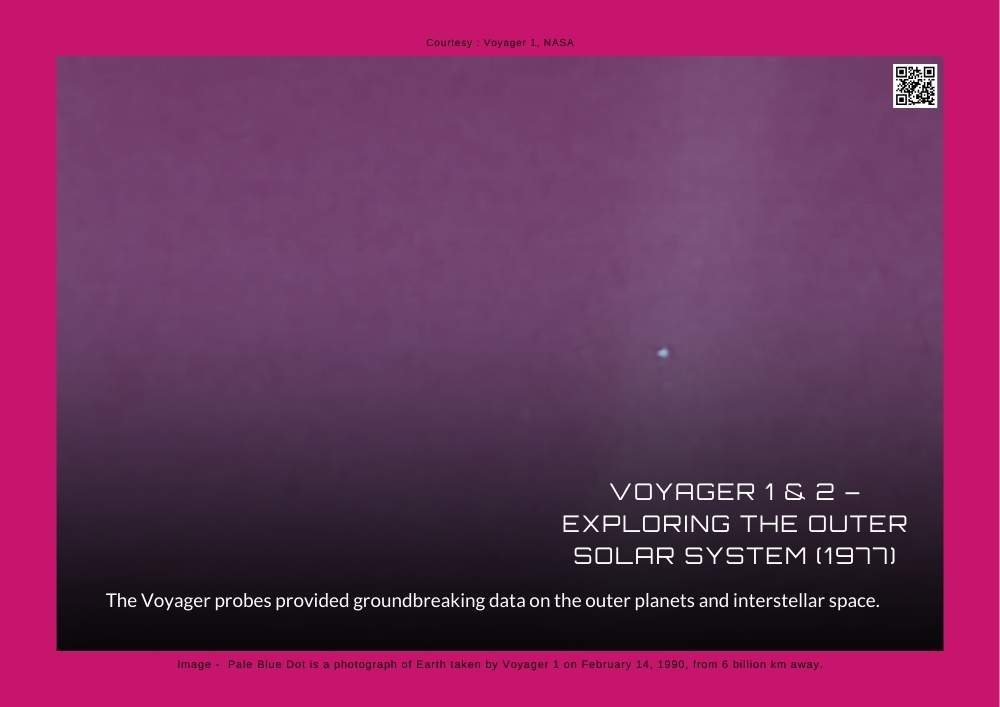 Courtesy : Voyager 1, NASA
VOYAGER 1 & 2 –
EXPLORING THE OUTER
SOLAR SYSTEM (1977)
The Voyager probes provided groundbreaking data on the outer planets and interstellar space.
Image -  Pale Blue Dot is a photograph of Earth taken by Voyager 1 on February 14, 1990, from 6 billion km away.